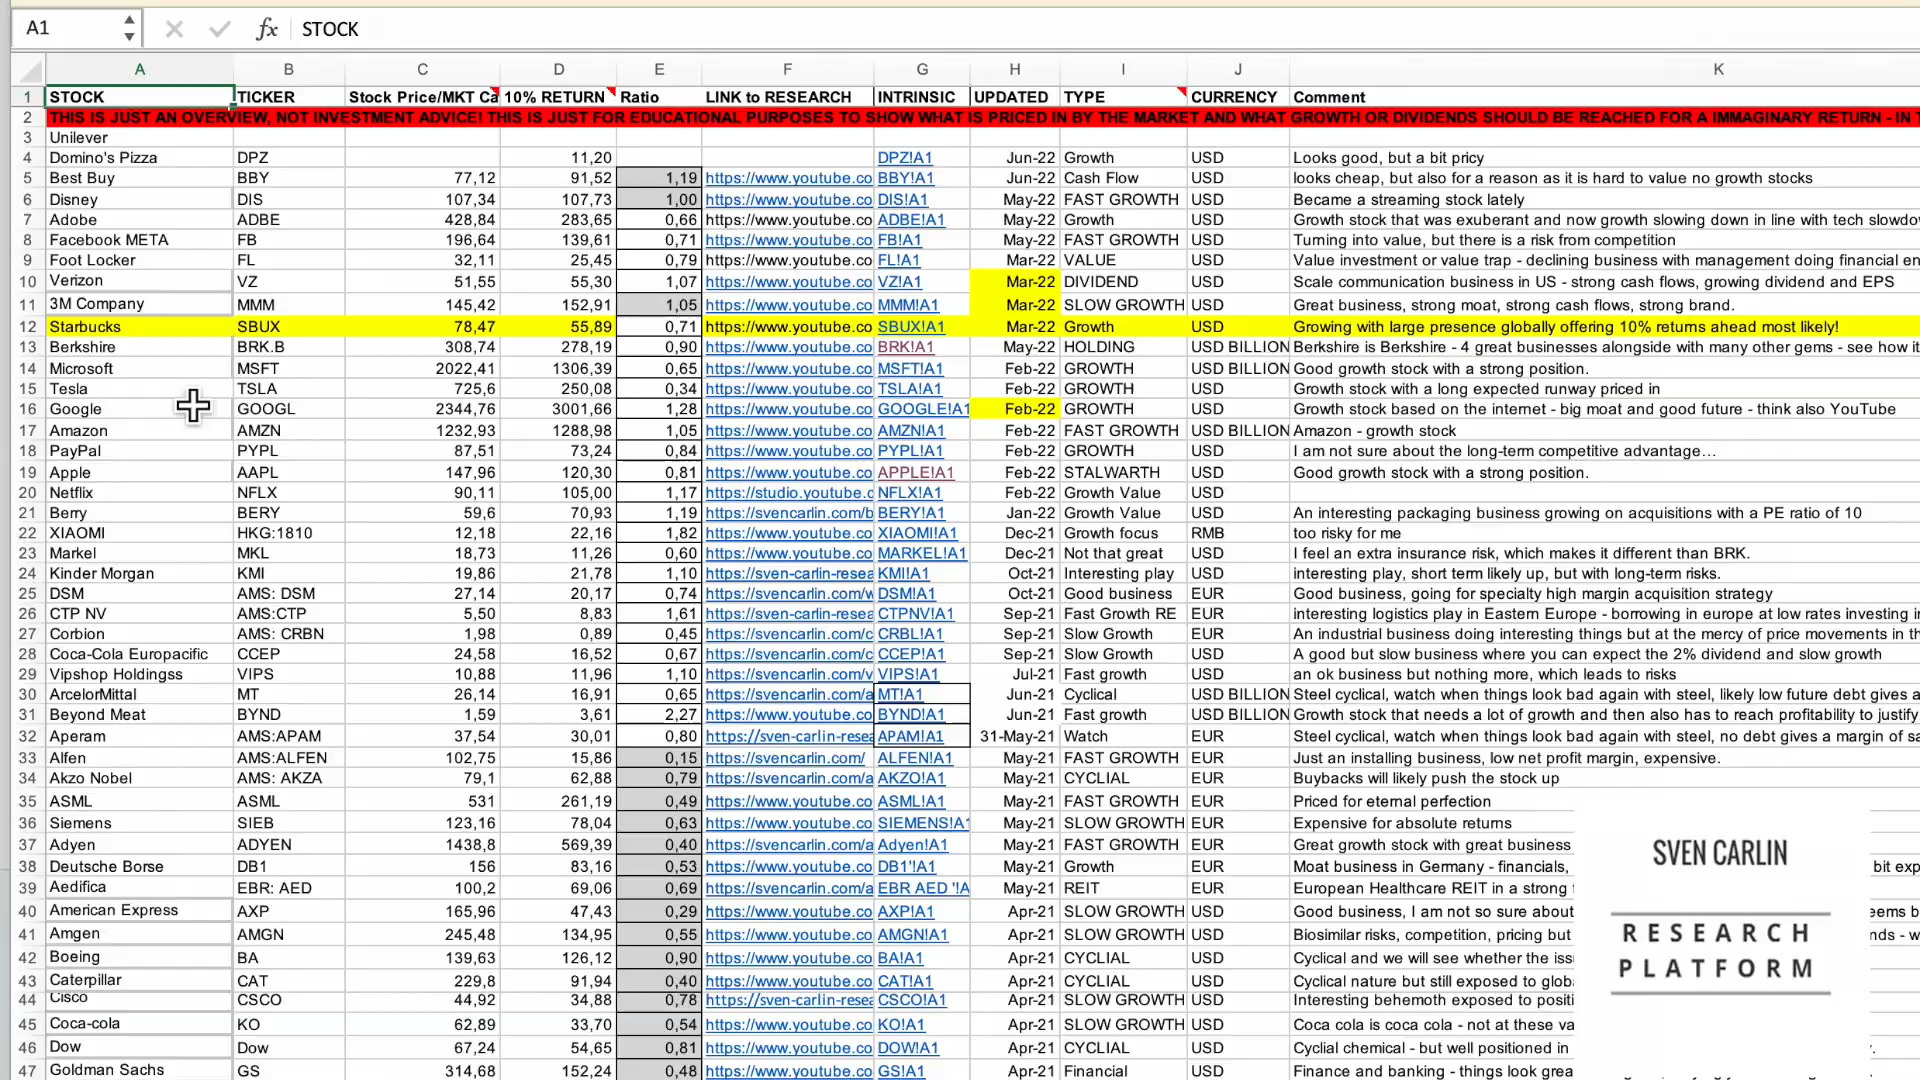 A1 fx STOCK
A B C D E F G H I J K
1 STOCK TICKER Stock Price/MKT Ca 10% RETURN Ratio LINK to RESEARCH INTRINSIC UPDATED TYPE CURRENCY Comment
2 THIS IS JUST AN OVERVIEW, NOT INVESTMENT ADVICE! THIS IS JUST FOR EDUCATIONAL PURPOSES TO SHOW WHAT IS PRICED IN BY THE MARKET AND WHAT GROWTH OR DIVIDENDS SHOULD BE REACHED FOR A IMMAGINARY RETURN - IN
3 Unilever
4 Domino's Pizza DPZ 11,20 DPZ!A1 Jun-22 Growth USD Looks good, but a bit pricy
5 Best Buy BBY 77,12 91,52 1,19 https://www.youtube.co BBY!A1 Jun-22 Cash Flow USD looks cheap, but also for a reason as it is hard to value no growth stocks
6 Disney DIS 107,34 107,73 1,00 https://www.youtube.co DIS!A1 May-22 FAST GROWTH USD Became a streaming stock lately
7 Adobe ADBE 428,84 283,65 0,66 https://www.youtube.co ADBE!A1 May-22 Growth USD Growth stock that was exuberant and now growth slowing down in line with tech slowdo
8 Facebook META FB 196,64 139,61 0,71 https://www.youtube.co FB!A1 May-22 FAST GROWTH USD Turning into value, but there is a risk from competition
9 Foot Locker FL 32,11 25,45 0,79 https://www.youtube.co FL!A1 Mar-22 VALUE USD Value investment or value trap - declining business with management doing financial en
10 Verizon VZ 51,55 55,30 1,07 https://www.youtube.co VZ!A1 Mar-22 DIVIDEND USD Scale communication business in US - strong cash flows, growing dividend and EPS
11 3M Company MMM 145,42 152,91 1,05 https://www.youtube.co MMM!A1 Mar-22 SLOW GROWTH USD Great business, strong moat, strong cash flows, strong brand.
12 Starbucks SBUX 78,47 55,89 0,71 https://www.youtube.co SBUX!A1 Mar-22 Growth USD Growing with large presence globally offering 10% returns ahead most likely!
13 Berkshire BRK.B 308,74 278,19 0,90 https://www.youtube.co BRK!A1 May-22 HOLDING USD BILLION Berkshire is Berkshire - 4 great businesses alongside with many other gems - see how it
14 Microsoft MSFT 2022,41 1306,39 0,65 https://www.youtube.co MSFT!A1 Feb-22 GROWTH USD BILLION Good growth stock with a strong position.
15 Tesla TSLA 725,6 250,08 0,34 https://www.youtube.co TSLA!A1 Feb-22 GROWTH USD Growth stock with a long expected runway priced in
16 Google GOOGL 2344,76 3001,66 1,28 https://www.youtube.co GOOGLE!A1 Feb-22 GROWTH USD Growth stock based on the internet - big moat and good future - think also YouTube
17 Amazon AMZN 1232,93 1288,98 1,05 https://www.youtube.co AMZN!A1 Feb-22 FAST GROWTH USD BILLION Amazon - growth stock
18 PayPal PYPL 87,51 73,24 0,84 https://www.youtube.co PYPL!A1 Feb-22 GROWTH USD I am not sure about the long-term competitive advantage…
19 Apple AAPL 147,96 120,30 0,81 https://www.youtube.co APPLE!A1 Feb-22 STALWARTH USD Good growth stock with a strong position.
20 Netflix NFLX 90,11 105,00 1,17 https://studio.youtube.c NFLX!A1 Feb-22 Growth Value USD
21 Berry BERY 59,6 70,93 1,19 https://svencarlin.com/b BERY!A1 Jan-22 Growth Value USD An interesting packaging business growing on acquisitions with a PE ratio of 10
22 XIAOMI HKG:1810 12,18 22,16 1,82 https://www.youtube.co XIAOMI!A1 Dec-21 Growth focus RMB too risky for me
23 Markel MKL 18,73 11,26 0,60 https://www.youtube.co MARKEL!A1 Dec-21 Not that great USD I feel an extra insurance risk, which makes it different than BRK.
24 Kinder Morgan KMI 19,86 21,78 1,10 https://sven-carlin-resea KMI!A1 Oct-21 Interesting play USD interesting play, short term likely up, but with long-term risks.
25 DSM AMS: DSM 27,14 20,17 0,74 https://svencarlin.com/w DSM!A1 Oct-21 Good business EUR Good business, going for specialty high margin acquisition strategy
26 CTP NV AMS:CTP 5,50 8,83 1,61 https://sven-carlin-resea CTPNV!A1 Sep-21 Fast Growth RE EUR interesting logistics play in Eastern Europe - borrowing in europe at low rates investing i
27 Corbion AMS: CRBN 1,98 0,89 0,45 https://svencarlin.com/c CRBL!A1 Sep-21 Slow Growth EUR An industrial business doing interesting things but at the mercy of price movements in th
28 Coca-Cola Europacific CCEP 24,58 16,52 0,67 https://svencarlin.com/c CCEP!A1 Sep-21 Slow Growth EUR A good but slow business where you can expect the 2% dividend and slow growth
29 Vipshop Holdingss VIPS 10,88 11,96 1,10 https://svencarlin.com/v VIPS!A1 Jul-21 Fast growth USD an ok business but nothing more, which leads to risks
30 ArcelorMittal MT 26,14 16,91 0,65 https://svencarlin.com/a MT!A1 Jun-21 Cyclical USD BILLION Steel cyclical, watch when things look bad again with steel, likely low future debt gives a
31 Beyond Meat BYND 1,59 3,61 2,27 https://www.youtube.co BYND!A1 Jun-21 Fast growth USD BILLION Growth stock that needs a lot of growth and then also has to reach profitability to justify
32 Aperam AMS:APAM 37,54 30,01 0,80 https://sven-carlin-resea APAM!A1 31-May-21 Watch EUR Steel cyclical, watch when things look bad again with steel, no debt gives a margin of sa
33 Alfen AMS:ALFEN 102,75 15,86 0,15 https://svencarlin.com/ ALFEN!A1 May-21 FAST GROWTH EUR Just an installing business, low net profit margin, expensive.
34 Akzo Nobel AMS: AKZA 79,1 62,88 0,79 https://svencarlin.com/a AKZO!A1 May-21 CYCLIAL EUR Buybacks will likely push the stock up
35 ASML ASML 531 261,19 0,49 https://www.youtube.co ASML!A1 May-21 FAST GROWTH EUR Priced for eternal perfection
36 Siemens SIEB 123,16 78,04 0,63 https://www.youtube.co SIEMENS!A1 May-21 SLOW GROWTH EUR Expensive for absolute returns
37 Adyen ADYEN 1438,8 569,39 0,40 https://svencarlin.com/a Adyen!A1 May-21 FAST GROWTH EUR Great growth stock with great business
38 Deutsche Borse DB1 156 83,16 0,53 https://www.youtube.co DB1'!A1 May-21 Growth EUR Moat business in Germany - financials, bit exp
39 Aedifica EBR: AED 100,2 69,06 0,69 https://svencarlin.com/a EBR AED '!A May-21 REIT EUR European Healthcare REIT in a strong
40 American Express AXP 165,96 47,43 0,29 https://www.youtube.co AXP!A1 Apr-21 SLOW GROWTH USD Good business, I am not so sure about eems b
41 Amgen AMGN 245,48 134,95 0,55 https://www.youtube.co AMGN!A1 Apr-21 SLOW GROWTH USD Biosimilar risks, competition, pricing but nds - w
42 Boeing BA 139,63 126,12 0,90 https://www.youtube.co BA!A1 Apr-21 CYCLIAL USD Cyclical and we will see whether the iss
43 Caterpillar CAT 229,8 91,94 0,40 https://www.youtube.co CAT!A1 Apr-21 CYCLIAL USD Cyclical nature but still exposed to glob
44 Cisco CSCO 44,92 34,88 0,78 https://sven-carlin-resea CSCO!A1 Apr-21 SLOW GROWTH USD Interesting behemoth exposed to positi
45 Coca-cola KO 62,89 33,70 0,54 https://www.youtube.co KO!A1 Apr-21 SLOW GROWTH USD Coca cola is coca cola - not at these va
46 Dow Dow 67,24 54,65 0,81 https://www.youtube.co DOW!A1 Apr-21 CYCLIAL USD Cyclial chemical - but well positioned in
47 Goldman Sachs GS 314,68 152,24 0,48 https://www.youtube.co GS!A1 Apr-21 Financial USD Finance and banking - things look grea
SVEN CARLIN
RESEARCH
PLATFORM